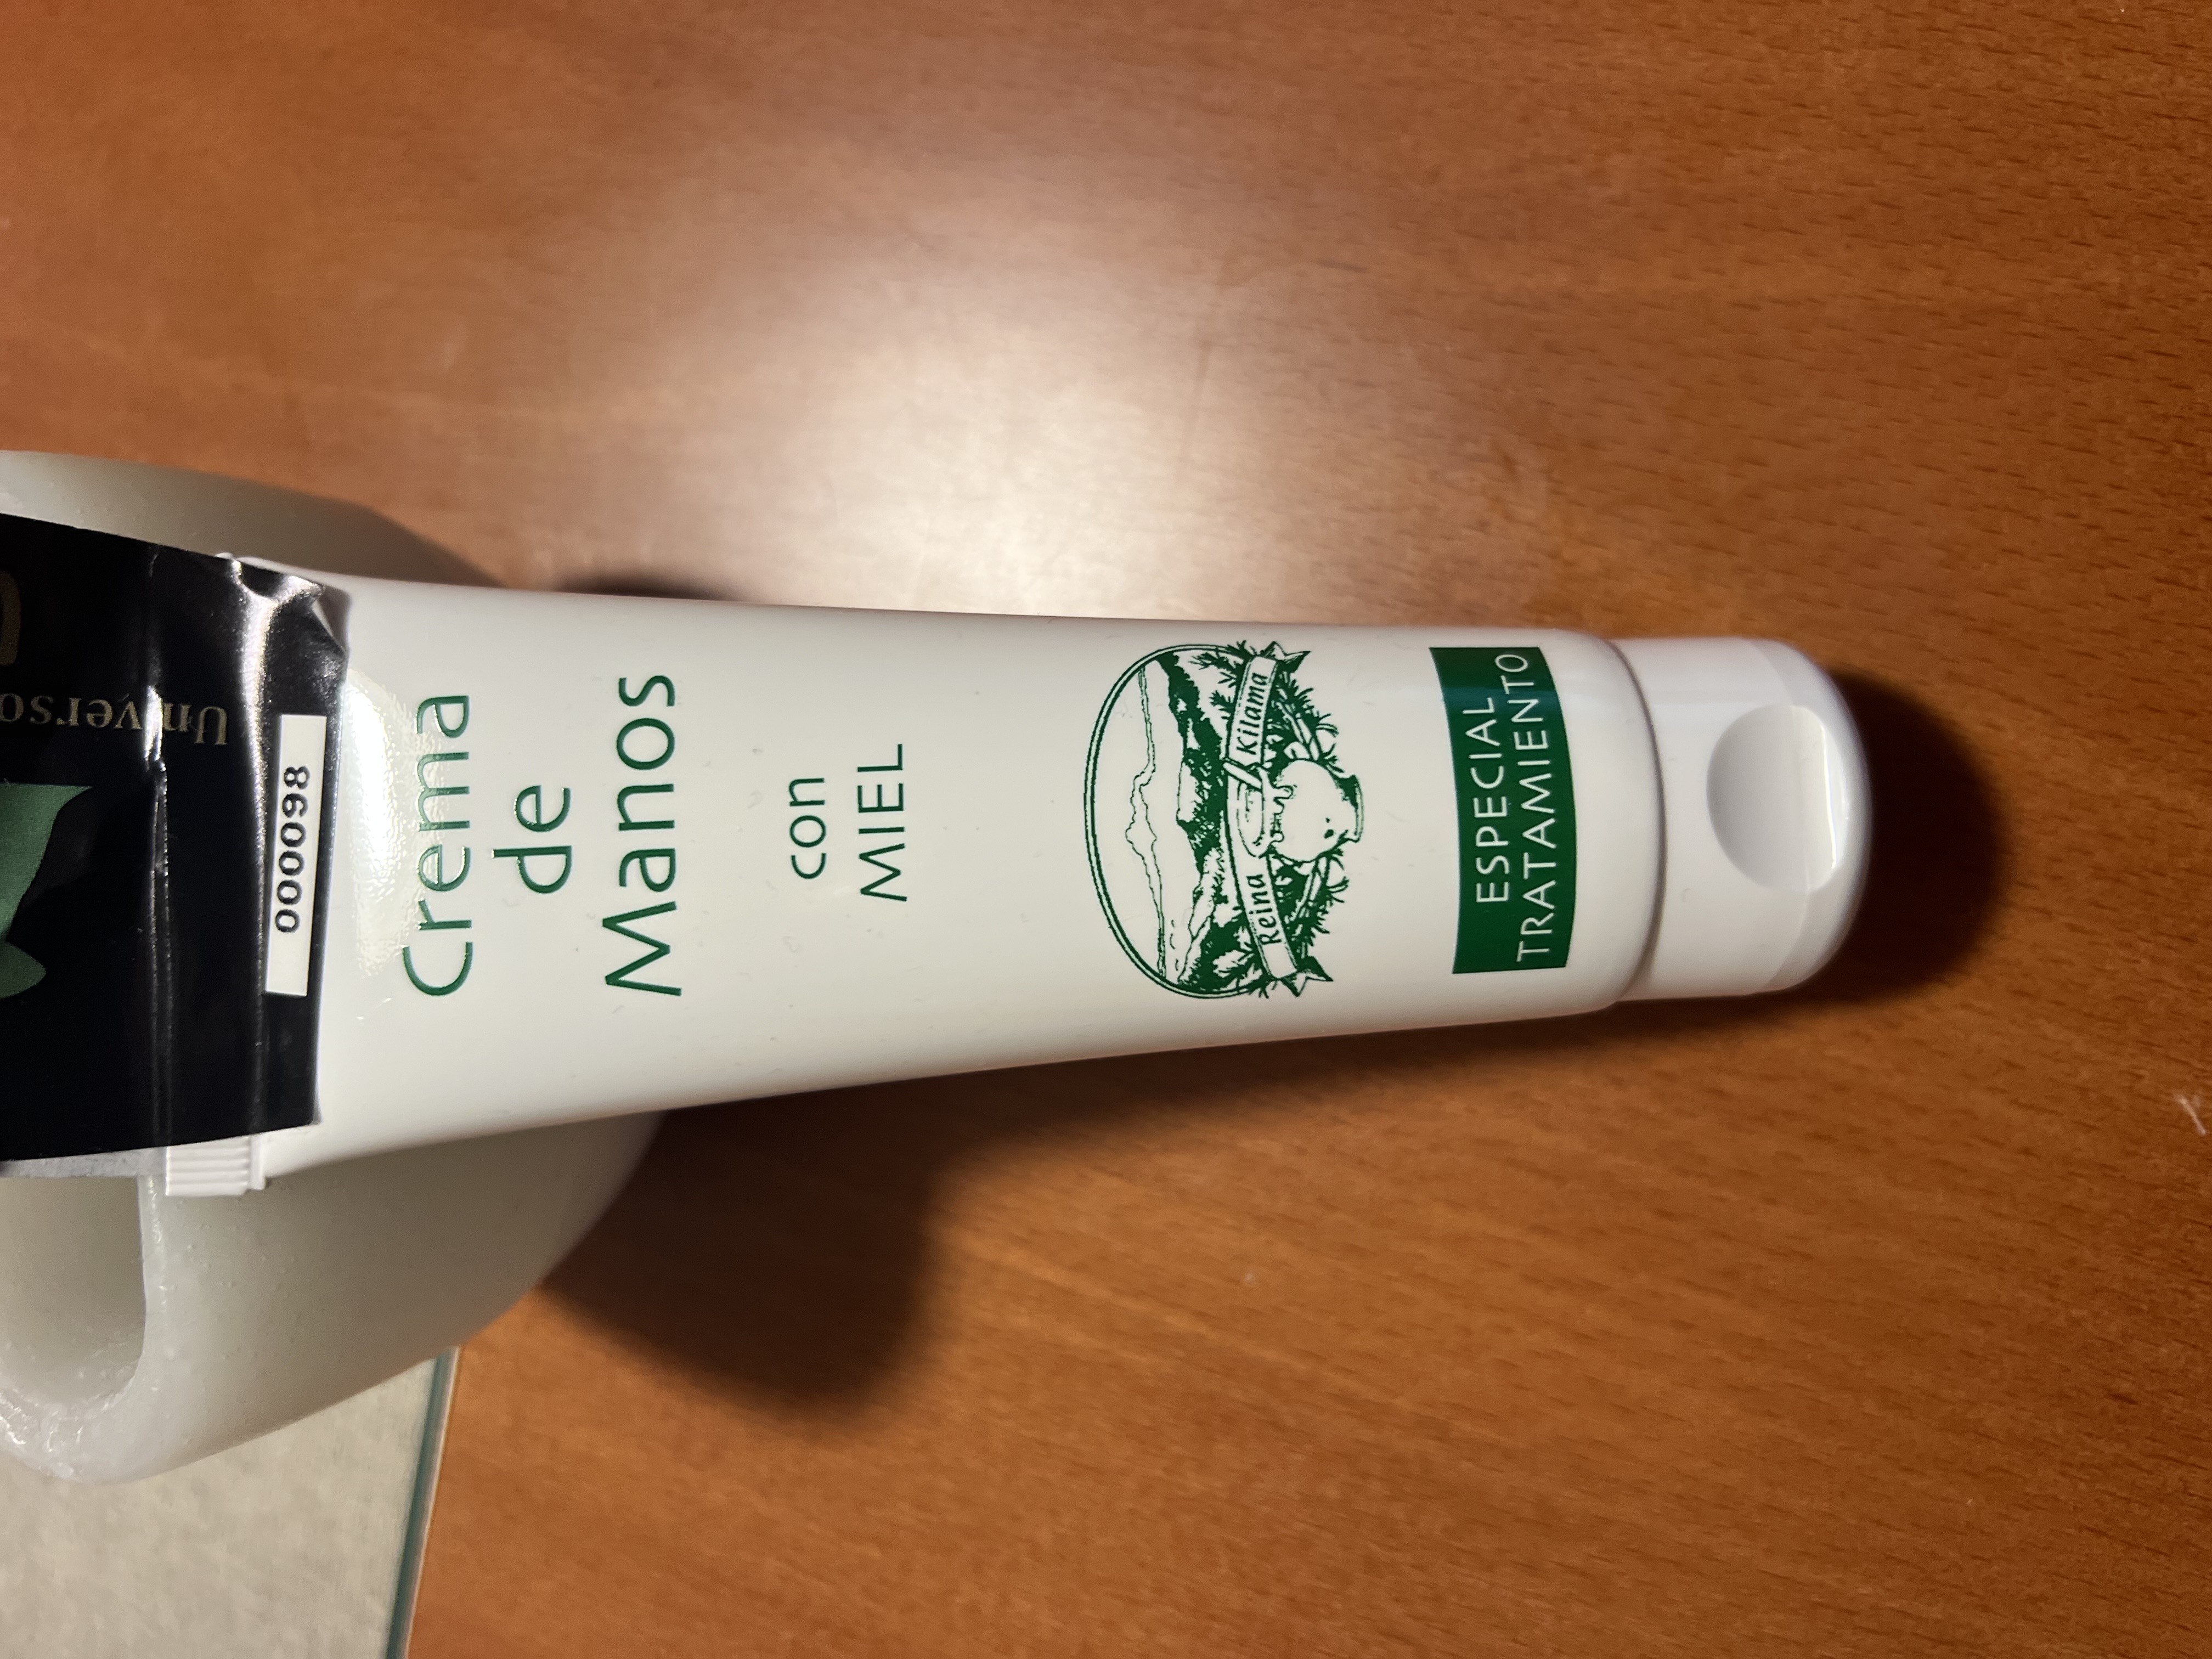 Universo
000098
Crema
de
Manos
con
MIEL
Reina Kilama
ESPECIAL
TRATAMIENTO